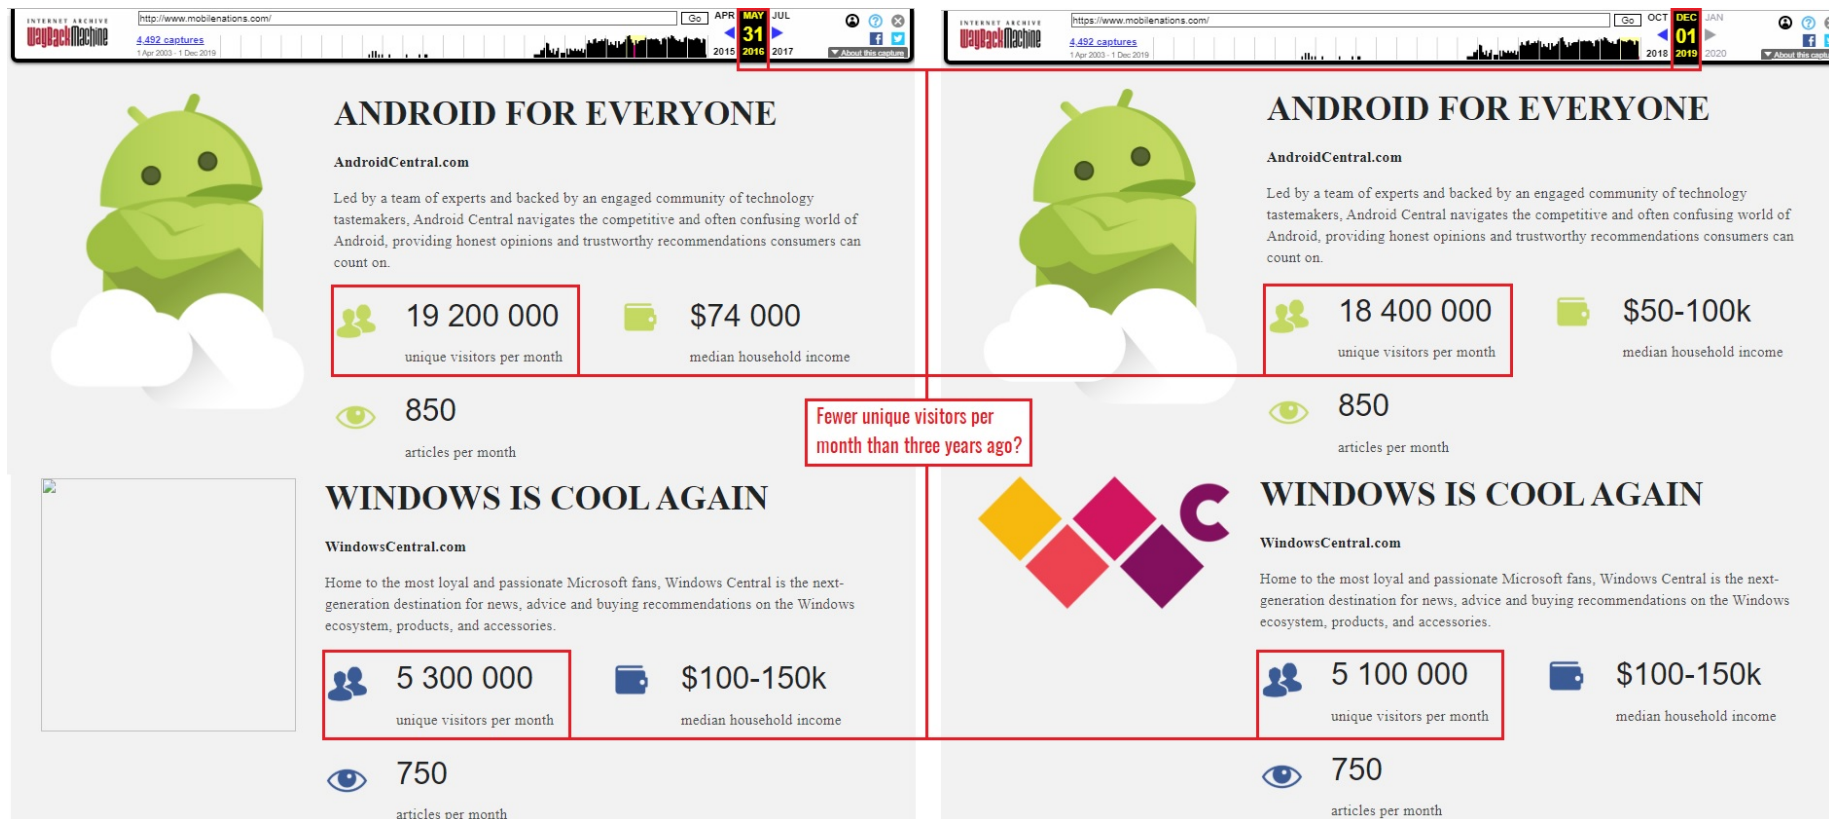 INTERNET ARCHIVE
WayBackMachine
http://www.mobilenations.com/
Go
APR MAY JUL
31
2015 2016 2017
4,492 captures
1 Apr 2003 - 1 Dec 2019
About this capture
ANDROID FOR EVERYONE
AndroidCentral.com
Led by a team of experts and backed by an engaged community of technology
tastemakers, Android Central navigates the competitive and often confusing world of
Android, providing honest opinions and trustworthy recommendations consumers can
count on.
19 200 000
unique visitors per month
$74 000
median household income
850
articles per month
WINDOWS IS COOL AGAIN
WindowsCentral.com
Home to the most loyal and passionate Microsoft fans, Windows Central is the next-
generation destination for news, advice and buying recommendations on the Windows
ecosystem, products, and accessories.
5 300 000
unique visitors per month
$100-150k
median household income
750
articles per month
Fewer unique visitors per
month than three years ago?
INTERNET ARCHIVE
WayBackMachine
https://www.mobilenations.com/
Go
OCT DEC JAN
01
2018 2019 2020
4,492 captures
1 Apr 2003 - 1 Dec 2019
About this captu
ANDROID FOR EVERYONE
AndroidCentral.com
Led by a team of experts and backed by an engaged community of technology
tastemakers, Android Central navigates the competitive and often confusing world of
Android, providing honest opinions and trustworthy recommendations consumers can
count on.
18 400 000
unique visitors per month
$50-100k
median household income
850
articles per month
WINDOWS IS COOL AGAIN
WindowsCentral.com
Home to the most loyal and passionate Microsoft fans, Windows Central is the next-
generation destination for news, advice and buying recommendations on the Windows
ecosystem, products, and accessories.
5 100 000
unique visitors per month
$100-150k
median household income
750
articles per month